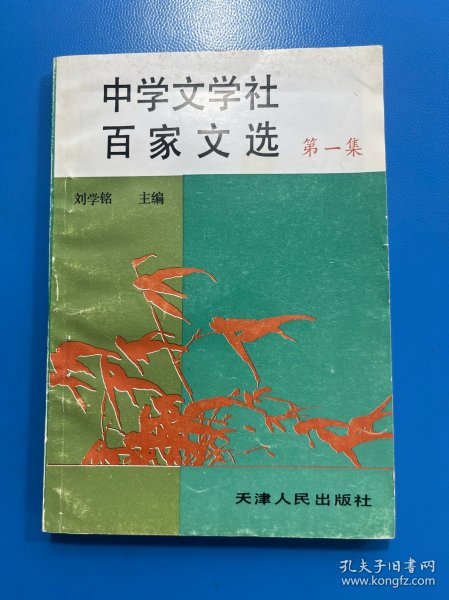 中学文学社
百家文选 第一集
刘学铭 主编
天津人民出版社
孔夫子旧书网
www.kongfz.com